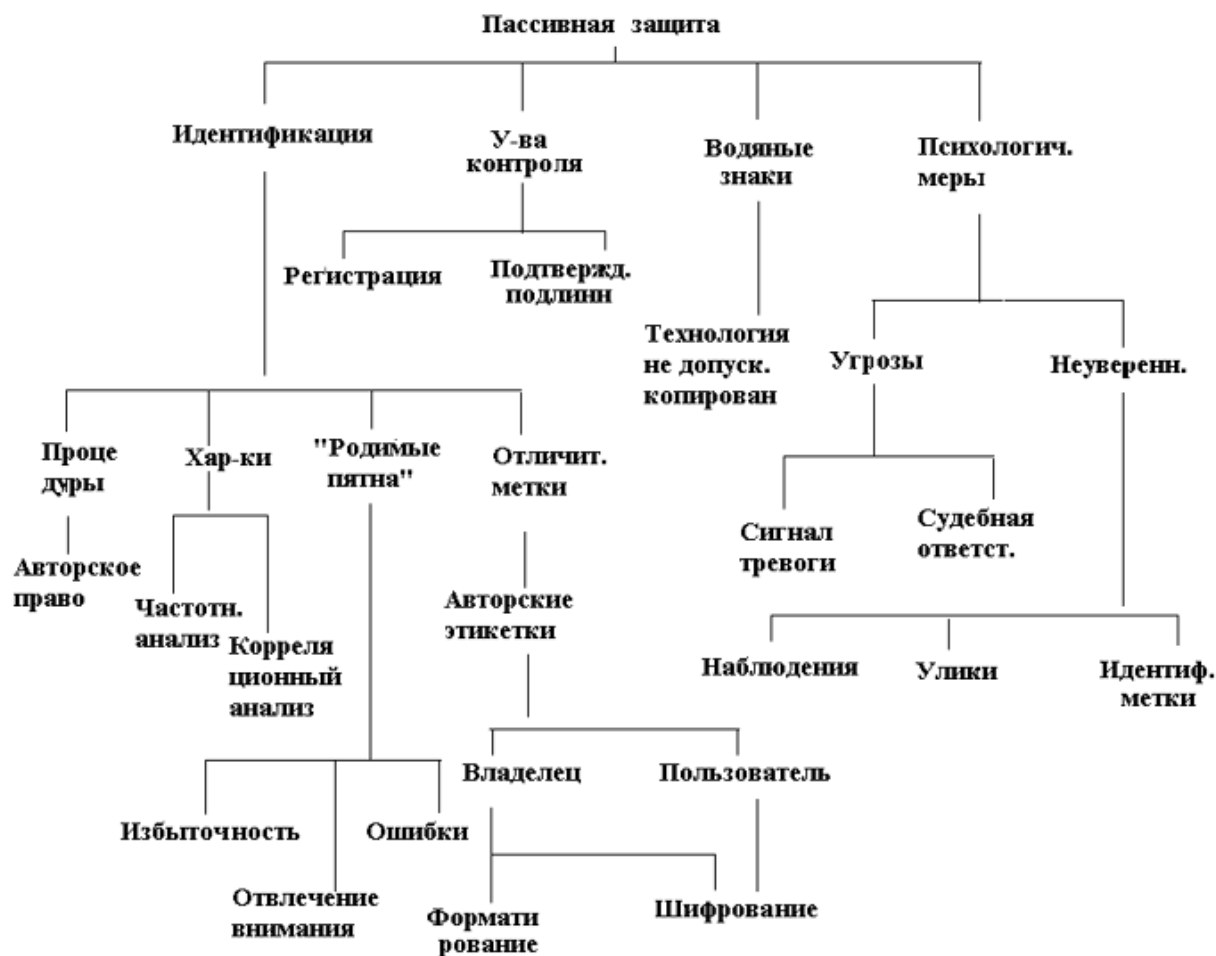 Пассивная защита
Идентификация
У-ва
контроля
Водяные
знаки
Психологич.
меры
Регистрация
Подтвержд.
подлинн
Технология
не допуск.
копирован
Угрозы
Неуверенн.
Проце
дуры
Хар-ки
"Родимые
пятна"
Отличит.
метки
Сигнал
тревоги
Судебная
ответст.
Авторское
право
Частотн.
анализ
Корреля
ционный
анализ
Авторские
этикетки
Наблюдения
Улики
Идентиф.
метки
Владелец
Пользователь
Избыточность
Ошибки
Отвлечение
внимания
Формати
рование
Шифрование